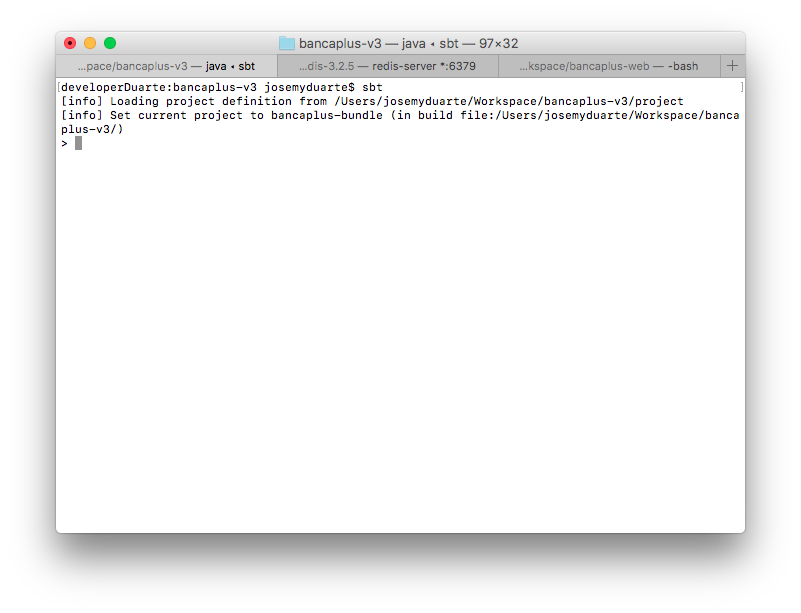 bancaplus-v3 — java ◂ sbt — 97×32
...pace/bancaplus-v3 — java ◂ sbt
...dis-3.2.5 — redis-server *:6379
...kspace/bancaplus-web — -bash
+
[developerDuarte:bancaplus-v3 josemyduarte$ sbt ]
[info] Loading project definition from /Users/josemyduarte/Workspace/bancaplus-v3/project
[info] Set current project to bancaplus-bundle (in build file:/Users/josemyduarte/Workspace/banca
plus-v3/)
>